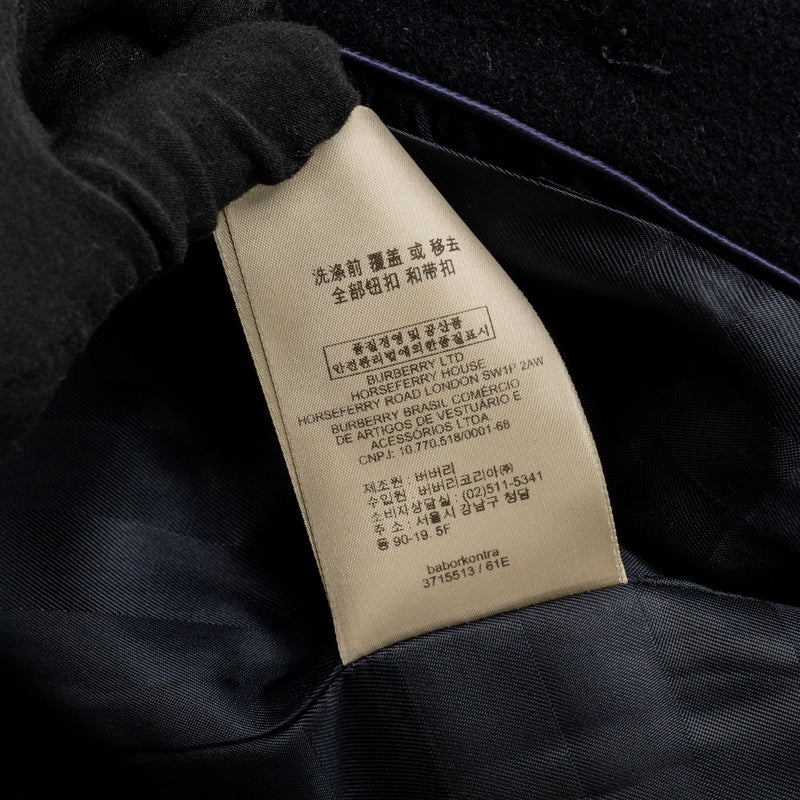 洗涤前 覆盖 或 移去
全部钮扣 和带扣
품질경영 및 공산품
안전관리법에의한품질표시
BURBERRY LTD
HORSEFERRY HOUSE
HORSEFERRY ROAD LONDON SW1P 2AW
BURBERRY BRASIL COMÉRCIO
DE ARTIGOS DE VESTUÁRIO E
ACESSÓRIOS LTDA
CNPJ: 10.770.518/0001-68
제조원 : 버버리
수입원 : 버버리코리아㈜
소비자상담실 : (02)511-5341
주 소 : 서울시 강남구 청담
동 90-19. 5F
baborkontra
3715513 / 61E